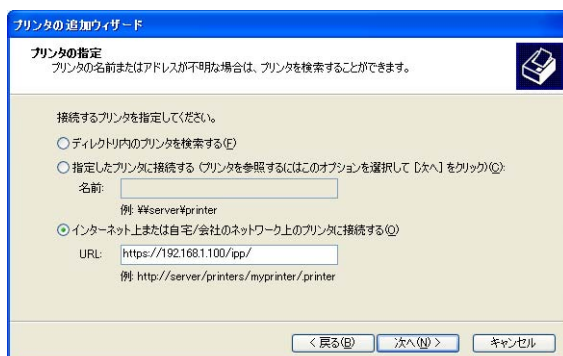 プリンタの追加ウィザード
プリンタの指定
プリンタの名前またはアドレスが不明な場合は、プリンタを検索することができます。
接続するプリンタを指定してください。
ディレクトリ内のプリンタを検索する(F)
指定したプリンタに接続する (プリンタを参照するにはこのオプションを選択して [次へ] をクリック)(C):
名前:
例: ¥¥server¥printer
インターネット上または自宅/会社のネットワーク上のプリンタに接続する(O)
URL: https://192.168.1.100/ipp/
例: http://server/printers/myprinter/.printer
< 戻る(B) 次へ(N) > キャンセル